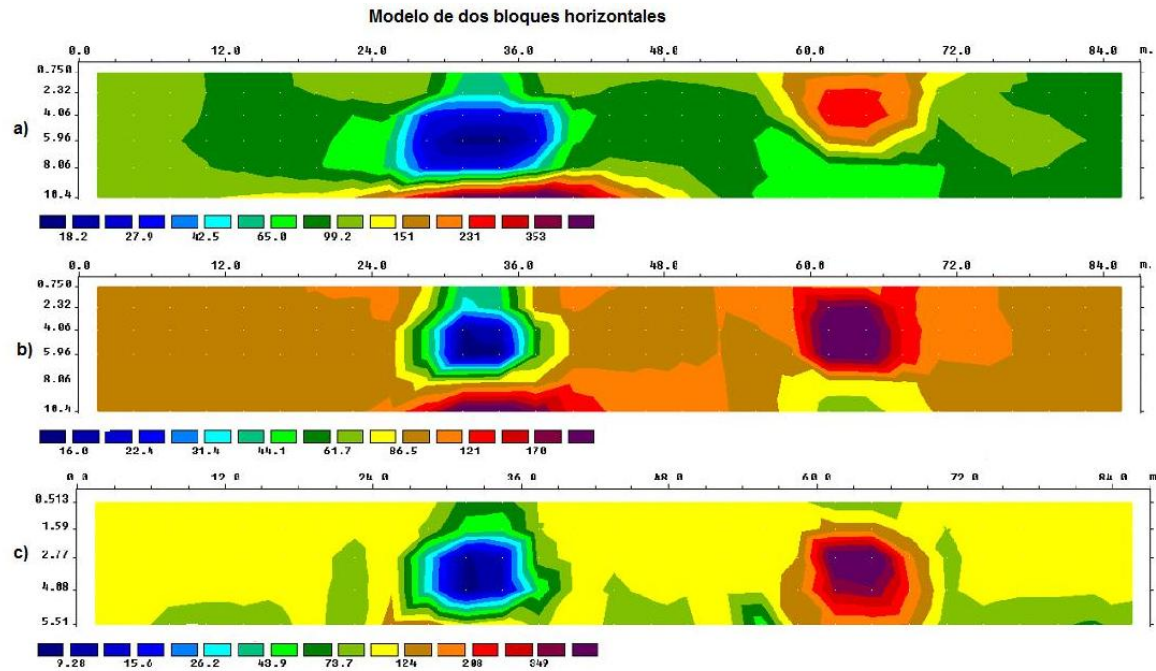 Modelo de dos bloques horizontales
0.0 12.0 24.0 36.0 48.0 60.0 72.0 84.0 m.
0.750
2.32
4.06
a)
5.96
8.06
10.4
18.2 27.9 42.5 65.0 99.2 151 231 353
0.0 12.0 24.0 36.0 48.0 60.0 72.0 84.0 m.
0.750
2.32
4.06
b)
5.96
8.06
10.4
16.0 22.4 31.4 44.1 61.7 86.5 121 170
0.0 12.0 24.0 36.0 48.0 60.0 72.0 84.0 m
0.513
1.59
2.77
c)
4.08
5.51
9.28 15.6 26.2 43.9 73.7 124 208 349